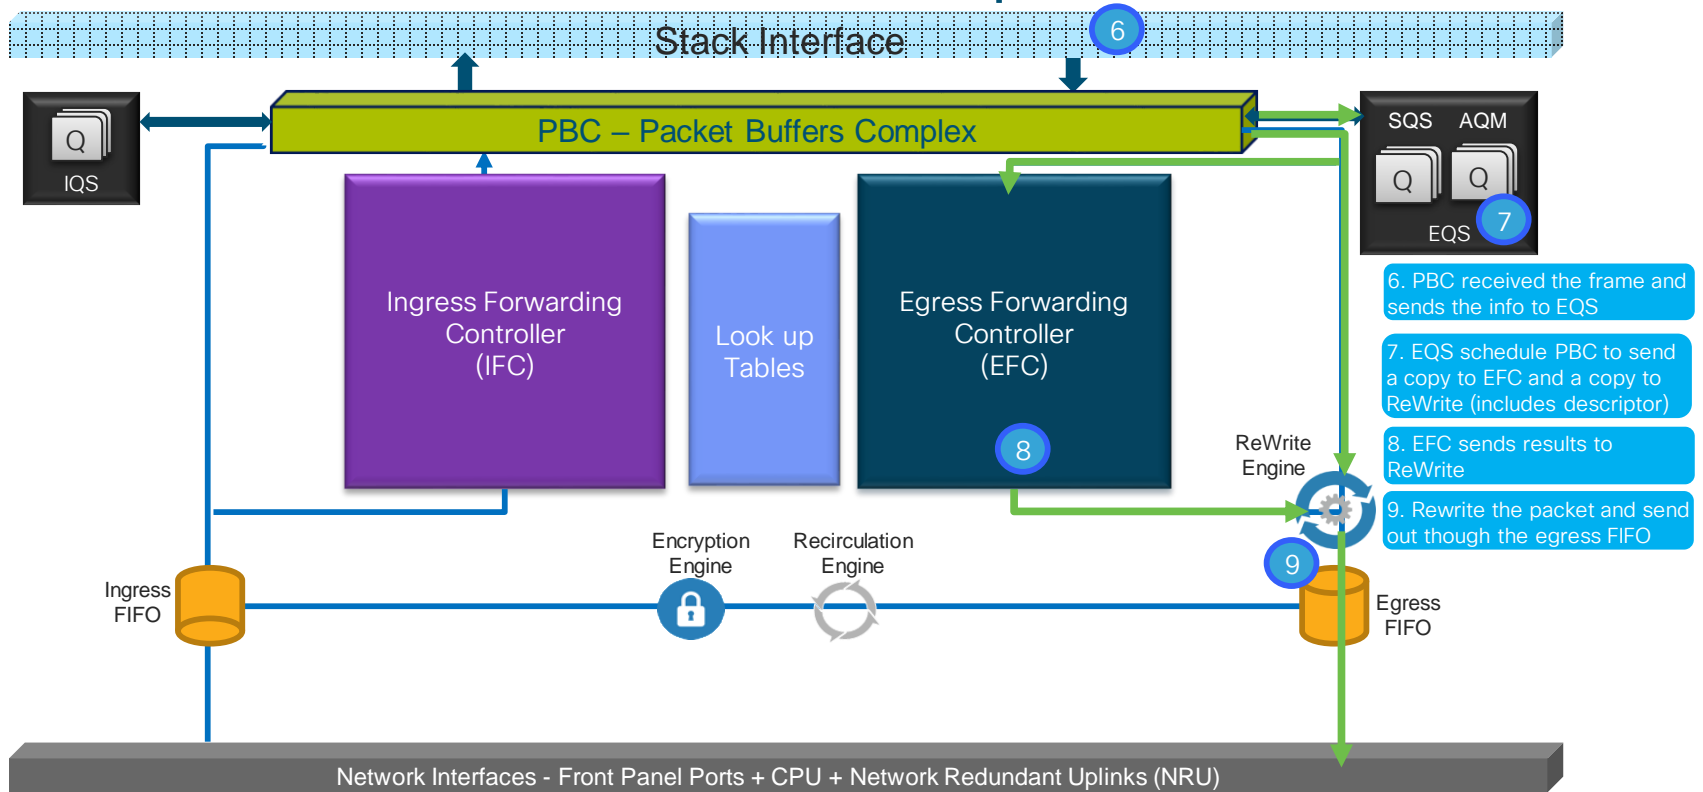 Stack Interface
6
PBC – Packet Buffers Complex
Q
IQS
SQS
AQM
Q
Q
7
EQS
Ingress Forwarding
Controller
(IFC)
Look up
Tables
Egress Forwarding
Controller
(EFC)
8
6. PBC received the frame and
sends the info to EQS
7. EQS schedule PBC to send
a copy to EFC and a copy to
ReWrite (includes descriptor)
8. EFC sends results to
ReWrite
9. Rewrite the packet and send
out though the egress FIFO
ReWrite
Engine
9
Encryption
Engine
Recirculation
Engine
Ingress
FIFO
Egress
FIFO
Network Interfaces - Front Panel Ports + CPU + Network Redundant Uplinks (NRU)